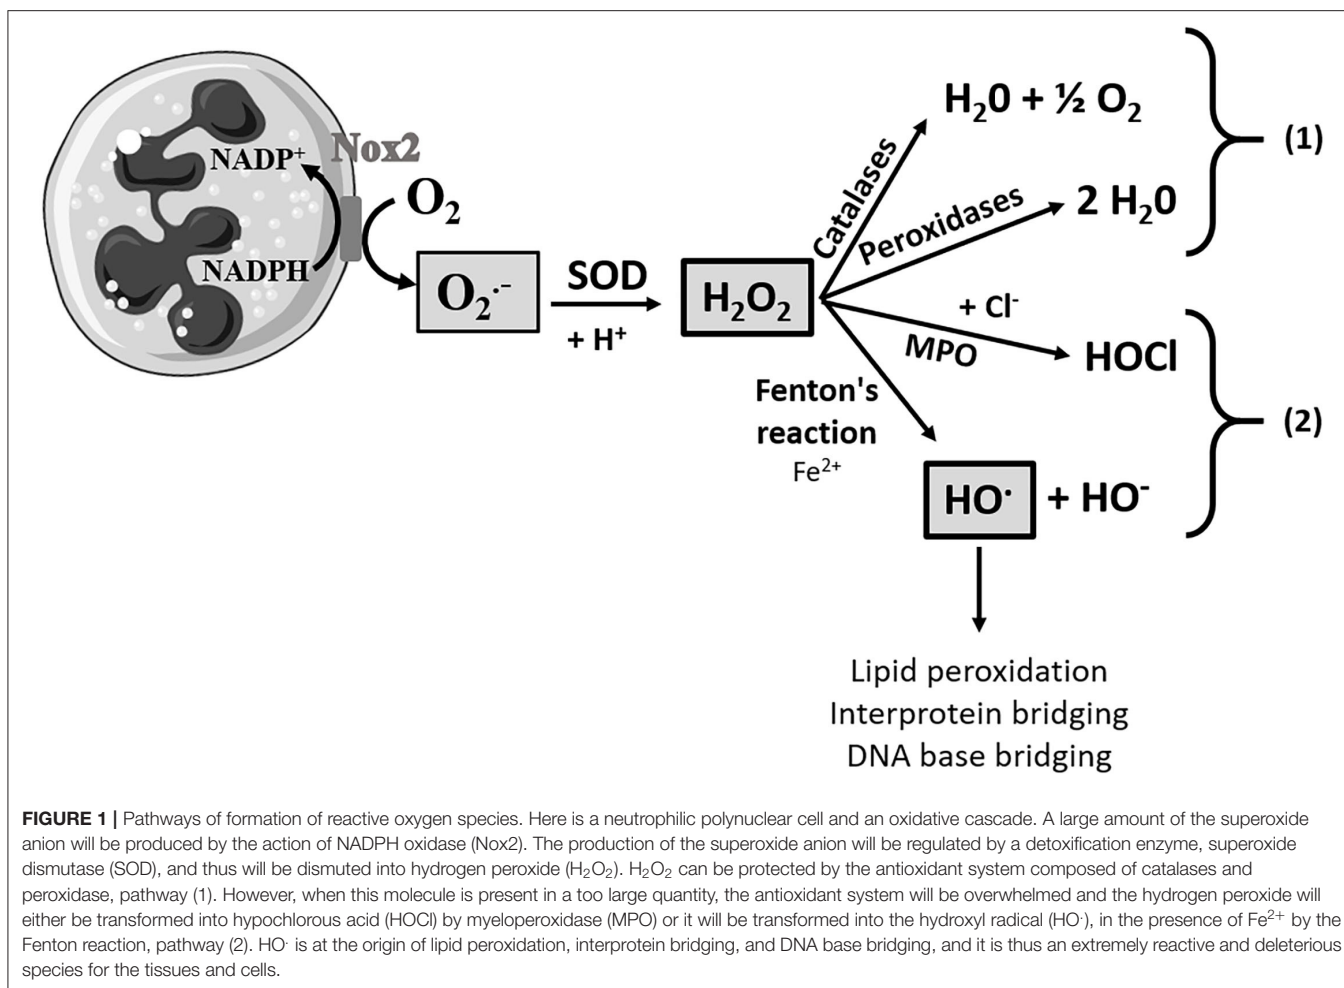 H₂0 + ½ O₂
(1)
Catalases
Peroxidases
2 H₂0
NADP⁺
Nox2
O₂
NADPH
O₂·⁻
SOD
+ H⁺
H₂O₂
+ Cl⁻
MPO
HOCl
Fenton's
reaction
Fe²⁺
(2)
HO·
+ HO⁻
Lipid peroxidation
Interprotein bridging
DNA base bridging
FIGURE 1 | Pathways of formation of reactive oxygen species. Here is a neutrophilic polynuclear cell and an oxidative cascade. A large amount of the superoxide
anion will be produced by the action of NADPH oxidase (Nox2). The production of the superoxide anion will be regulated by a detoxification enzyme, superoxide
dismutase (SOD), and thus will be dismuted into hydrogen peroxide (H₂O₂). H₂O₂ can be protected by the antioxidant system composed of catalases and
peroxidase, pathway (1). However, when this molecule is present in a too large quantity, the antioxidant system will be overwhelmed and the hydrogen peroxide will
either be transformed into hypochlorous acid (HOCl) by myeloperoxidase (MPO) or it will be transformed into the hydroxyl radical (HO·), in the presence of Fe²⁺ by the
Fenton reaction, pathway (2). HO· is at the origin of lipid peroxidation, interprotein bridging, and DNA base bridging, and it is thus an extremely reactive and deleterious
species for the tissues and cells.